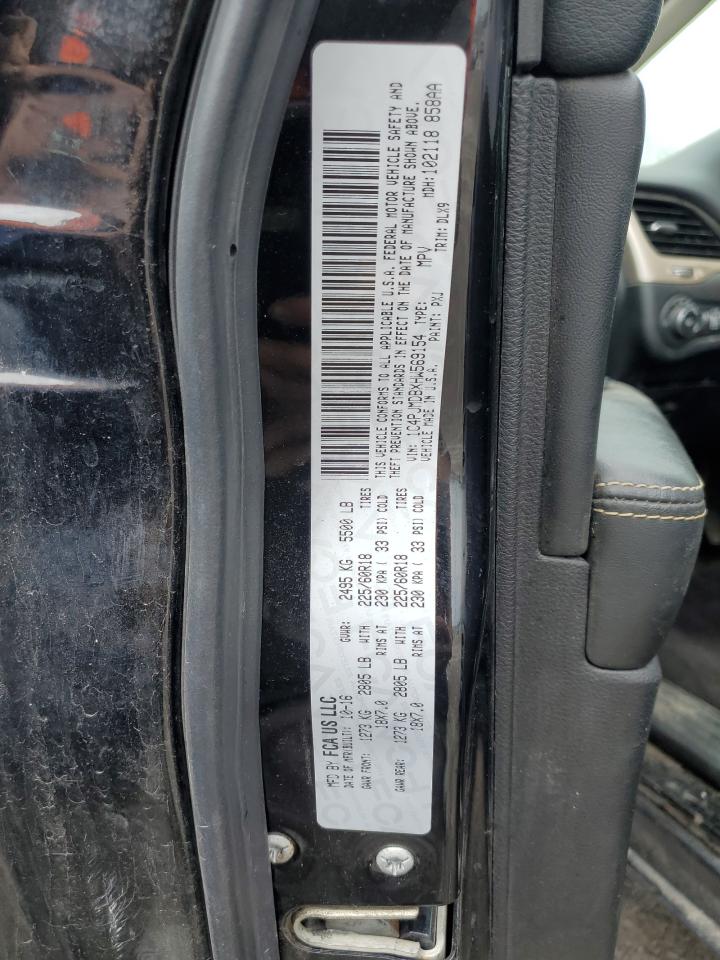 MFD BY FCA US LLC
DATE OF MFR(BUILT): 10-16 GVWR: 2495 KG 5500 LB
GAWR FRONT: 1273 KG 2805 LB WITH 225/60R18 TIRES
18X7.0 RIMS AT 230 KPA ( 33 PSI) COLD
GAWR REAR: 1273 KG 2805 LB WITH 225/60R18 TIRES
18X7.0 RIMS AT 230 KPA ( 33 PSI) COLD
THIS VEHICLE CONFORMS TO ALL APPLICABLE U.S.A. FEDERAL MOTOR VEHICLE SAFETY AND
THEFT PREVENTION STANDARDS IN EFFECT ON THE DATE OF MANUFACTURE SHOWN ABOVE.
VIN: 1C4PJMDBXHW569154 TYPE: MPV MDH:102118 858AA
VEHICLE MADE IN U.S.A. PAINT: PXJ TRIM: DLX9